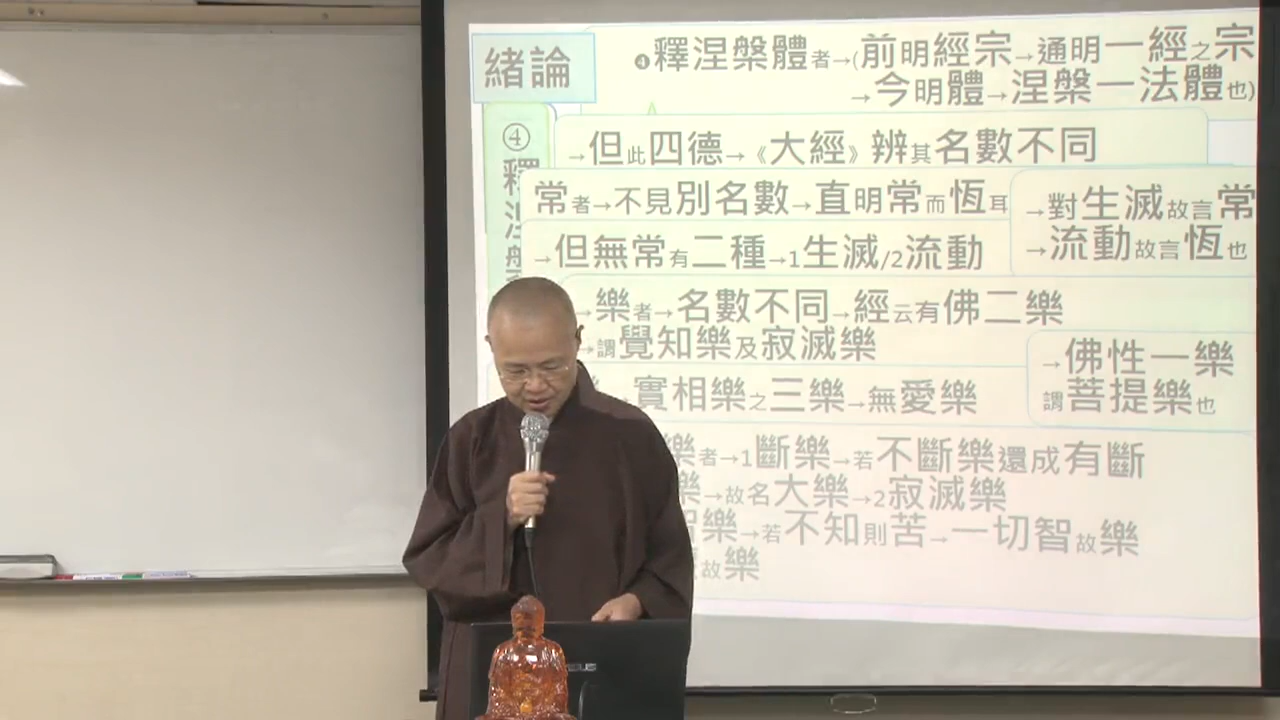 緒論
❹釋涅槃體者→(前明經宗→通明一經之宗
→今明體→涅槃一法體也)
④釋涅槃
→但此四德→《大經》辨其名數不同
常者→不見別名數→直明常而恆耳
→對生滅故言常
→流動故言恆也
→但無常有二種→1生滅/2流動
→樂者→名數不同→經云有佛二樂
→謂覺知樂及寂滅樂
→實相樂之三樂→無愛樂
→佛性一樂
謂菩提樂也
樂者→1斷樂→若不斷樂還成有斷
樂→故名大樂→2寂滅樂
智樂→若不知則苦→一切智故樂
故樂